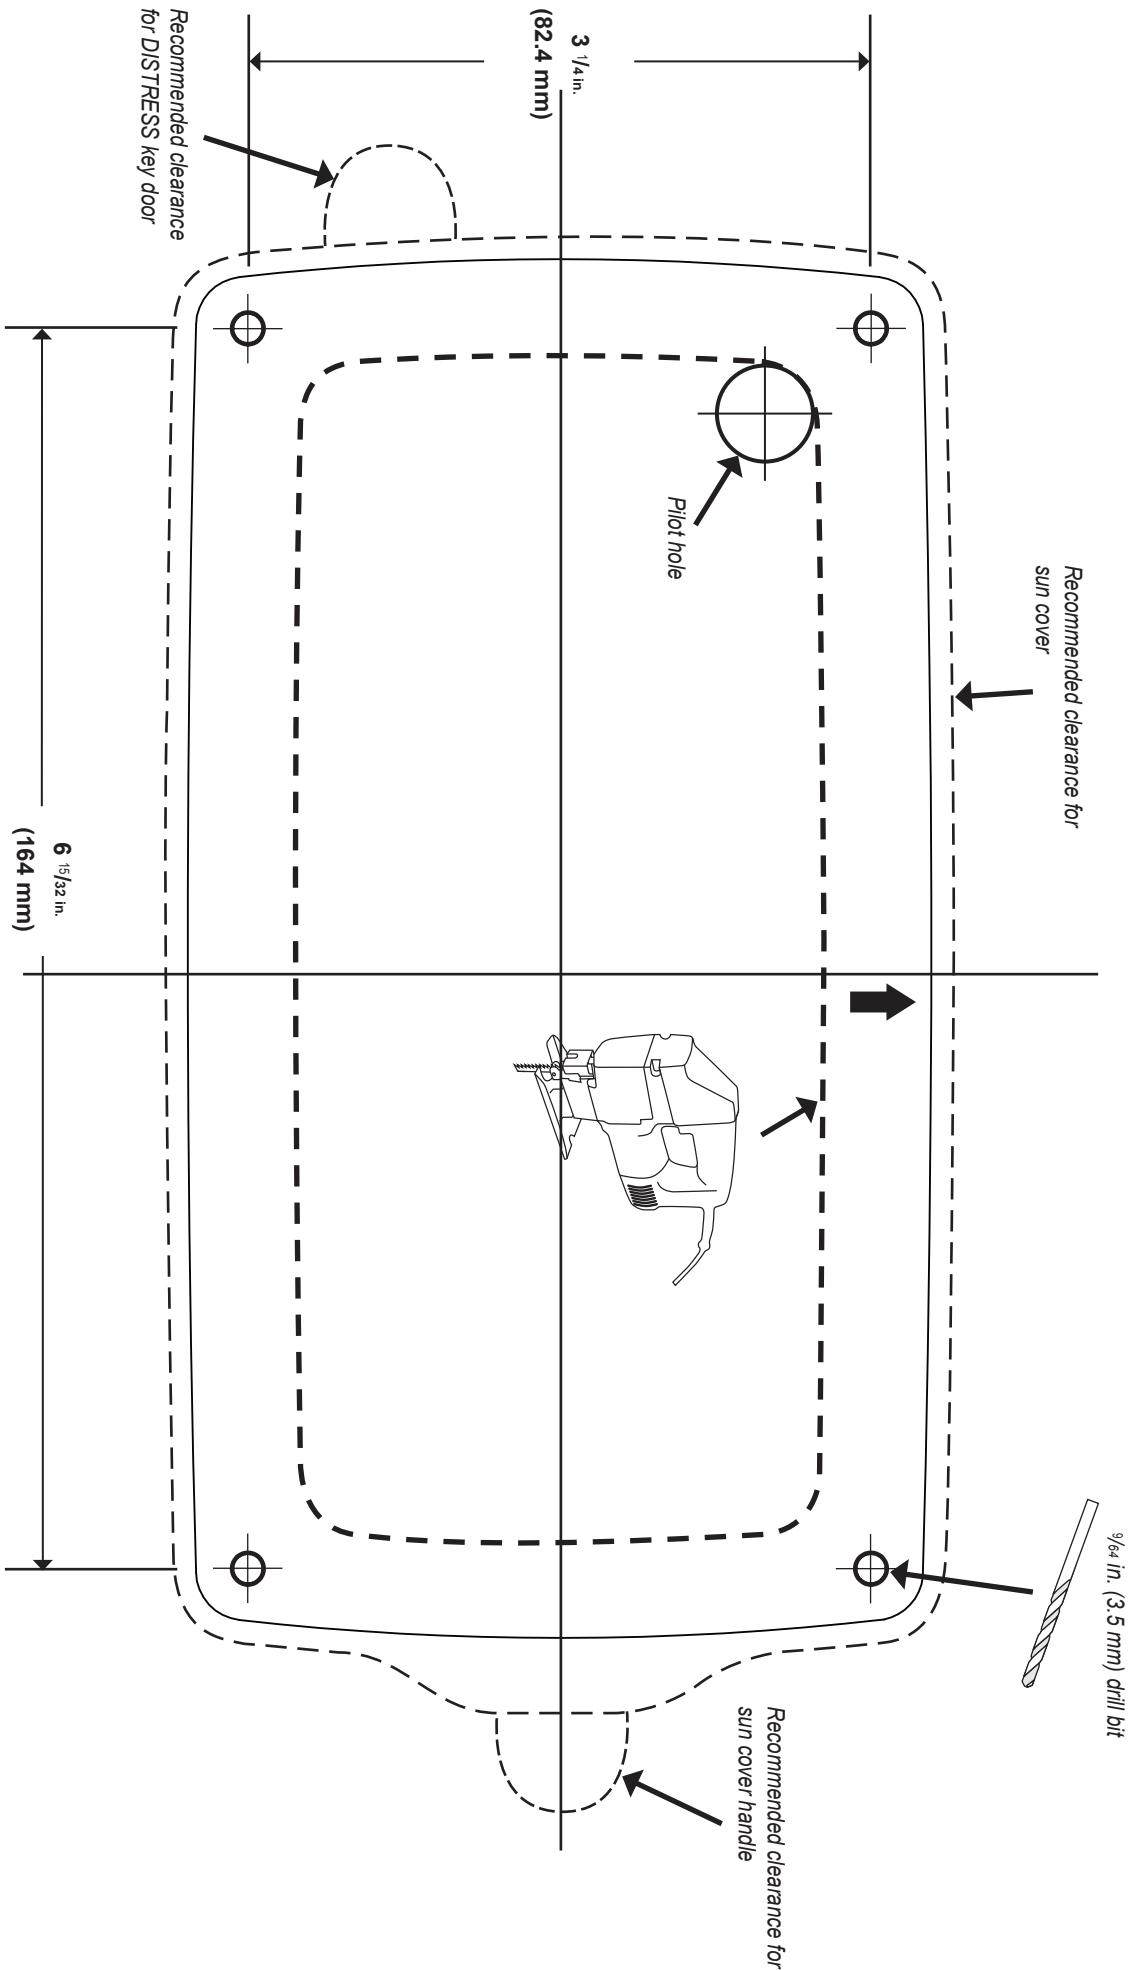 3 1/4 in.
(82.4 mm)
Recommended clearance
for DISTRESS key door
Pilot hole
Recommended clearance for
sun cover
6 15/32 in.
(164 mm)
9/64 in. (3.5 mm) drill bit
Recommended clearance for
sun cover handle